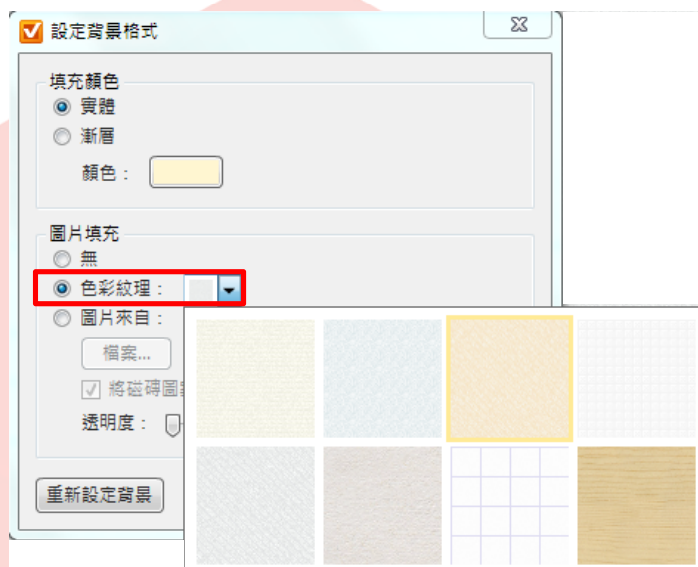 設定背景格式
填充顏色
實體
漸層
顏色：
圖片填充
無
色彩紋理：
圖片來自：
檔案...
將磁磚圖
透明度：
重新設定背景